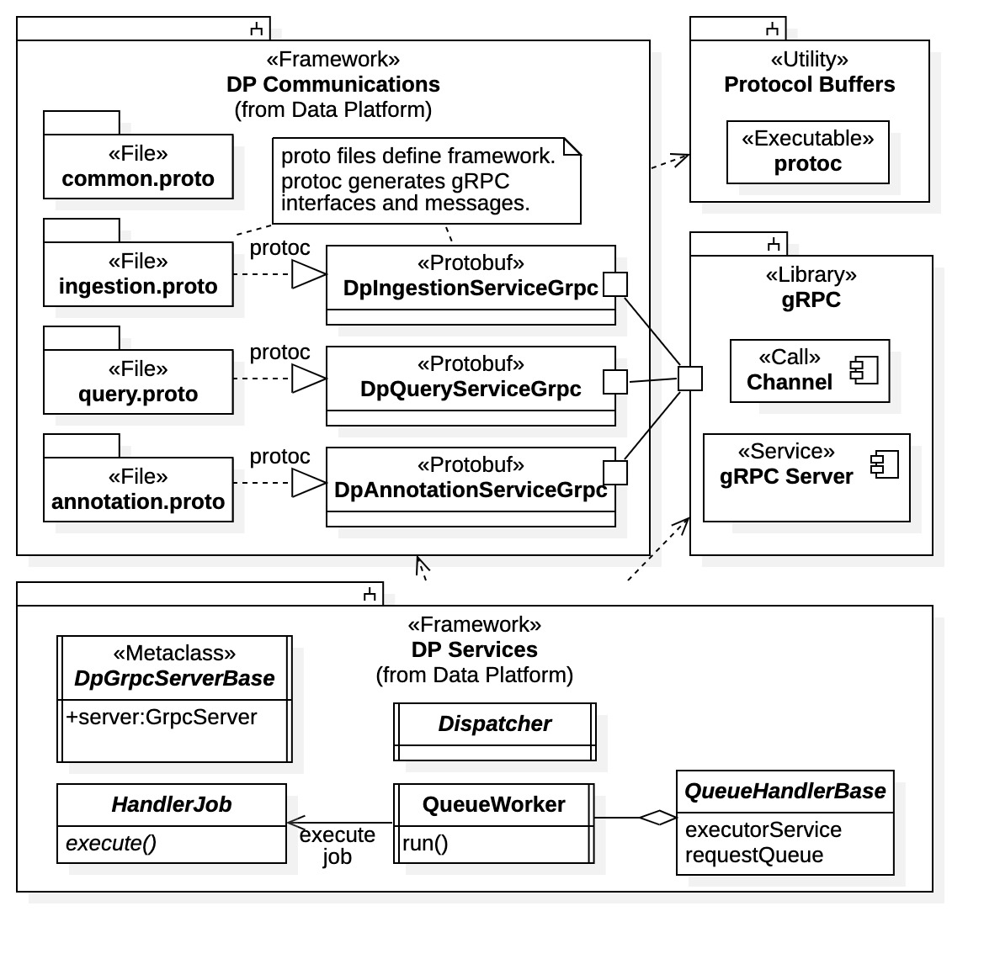 «Framework»
DP Communications
(from Data Platform)
«File»
common.proto
proto files define framework.
protoc generates gRPC
interfaces and messages.
«File»
ingestion.proto
protoc
«Protobuf»
DpIngestionServiceGrpc
«File»
query.proto
protoc
«Protobuf»
DpQueryServiceGrpc
«File»
annotation.proto
protoc
«Protobuf»
DpAnnotationServiceGrpc
«Utility»
Protocol Buffers
«Executable»
protoc
«Library»
gRPC
«Call»
Channel
«Service»
gRPC Server
«Framework»
DP Services
(from Data Platform)
«Metaclass»
DpGrpcServerBase
+server:GrpcServer
Dispatcher
HandlerJob
execute()
execute
job
QueueWorker
run()
QueueHandlerBase
executorService
requestQueue